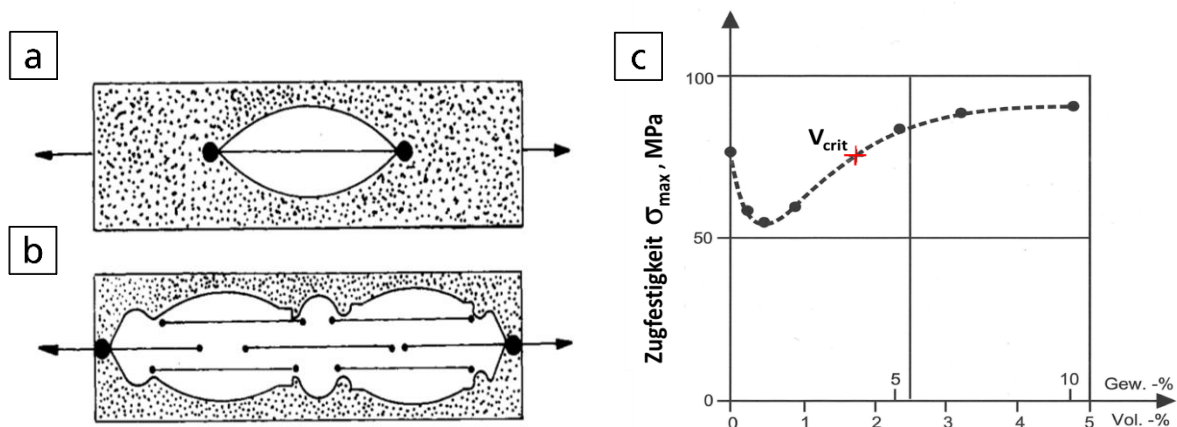 a
b
c
100
50
0
Zugfestigkeit σmax, MPa
Vcrit
5
10
Gew. -%
0
1
2
3
4
5
Vol. -%